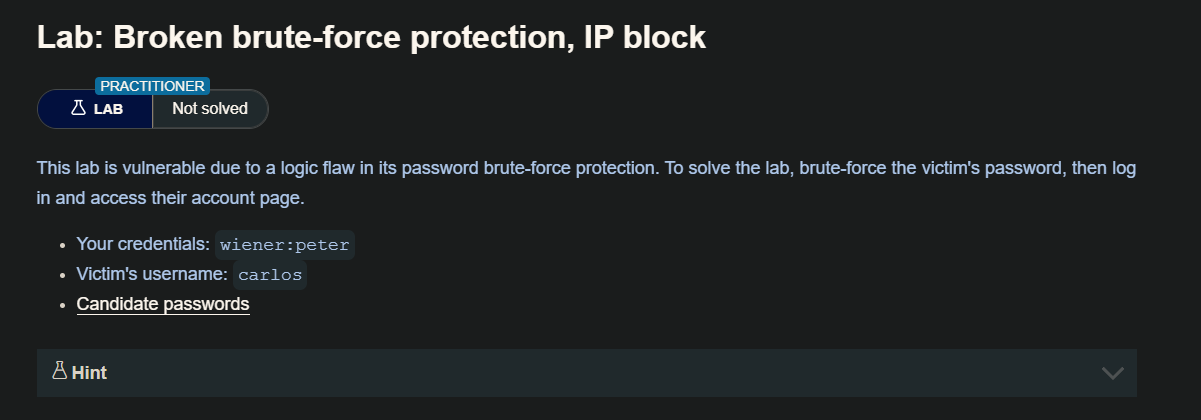 Lab: Broken brute-force protection, IP block
PRACTITIONER
LAB
Not solved
This lab is vulnerable due to a logic flaw in its password brute-force protection. To solve the lab, brute-force the victim's password, then log
in and access their account page.
• Your credentials: wiener:peter
• Victim's username: carlos
• Candidate passwords
Hint